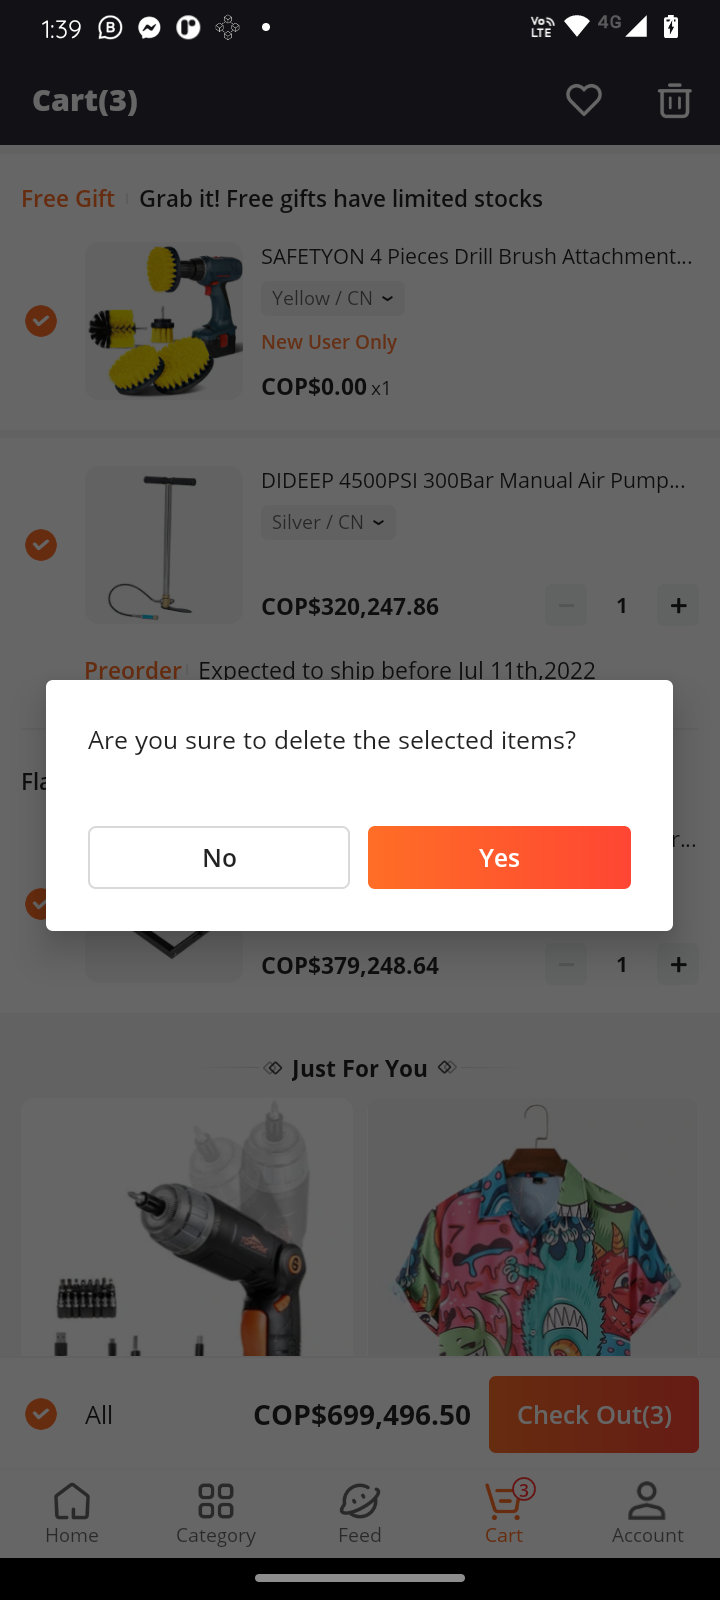 1:39
Vo LTE
4G
Cart(3)
Free Gift Grab it! Free gifts have limited stocks
SAFETYON 4 Pieces Drill Brush Attachment...
Yellow / CN
New User Only
COP$0.00 x1
DIDEEP 4500PSI 300Bar Manual Air Pump...
Silver / CN
COP$320,247.86
1
Preorder Expected to ship before Jul 11th,2022
Are you sure to delete the selected items?
No
Yes
COP$379,248.64
1
Just For You
All
COP$699,496.50
Check Out(3)
3
Home
Category
Feed
Cart
Account